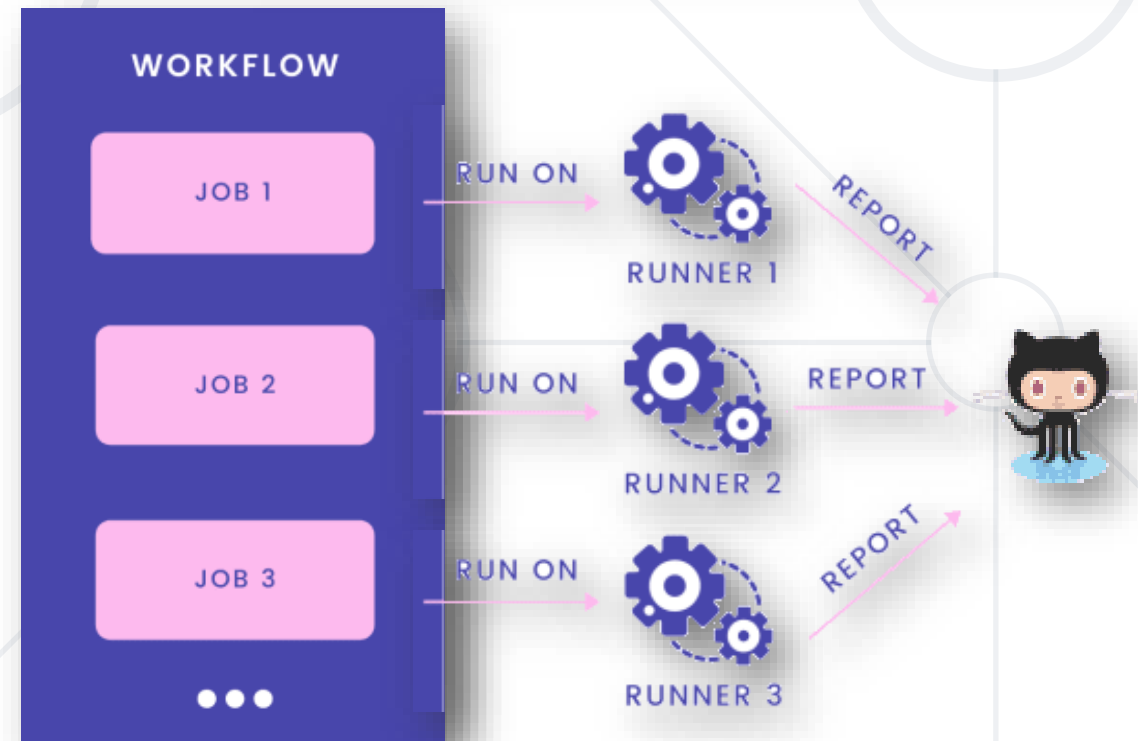 WORKFLOW
JOB 1
RUN ON
RUNNER 1
REPORT
JOB 2
RUN ON
RUNNER 2
REPORT
JOB 3
RUN ON
RUNNER 3
REPORT